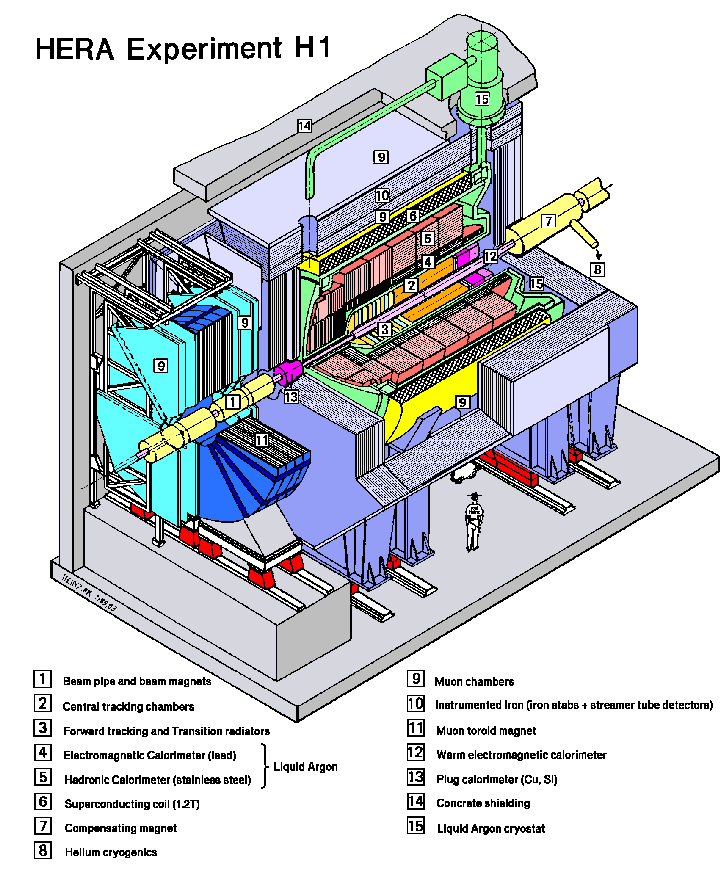 HERA Experiment H1
15
14
9
10
9
6
5
7
4
12
8
2
15
3
9
9
13
1
9
11
1 Beam pipe and beam magnets
2 Central tracking chambers
3 Forward tracking and Transition radiators
4 Electromagnetic Calorimeter (lead)
5 Hadronic Calorimeter (stainless steel)
Liquid Argon
6 Superconducting coil (1.2T)
7 Compensating magnet
8 Helium cryogenics
9 Muon chambers
10 Instrumented Iron (iron stabs + streamer tube detectors)
11 Muon toroid magnet
12 Warm electromagnetic calorimeter
13 Plug calorimeter (Cu, Si)
14 Concrete shielding
15 Liquid Argon cryostat